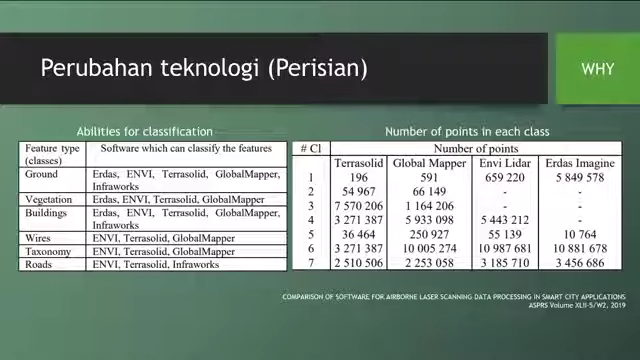 Perubahan teknologi (Perisian)
WHY
Abilities for classification
Feature type (classes) Software which can classify the features
Ground Erdas, ENVI, Terrasolid, GlobalMapper, Infraworks
Vegetation Erdas, ENVI, Terrasolid, GlobalMapper
Buildings Erdas, ENVI, Terrasolid, GlobalMapper, Infraworks
Wires ENVI, Terrasolid, GlobalMapper
Taxonomy ENVI, Terrasolid, GlobalMapper
Roads ENVI, Terrasolid, Infraworks
Number of points in each class
# Cl Number of points
Terrasolid Global Mapper Envi Lidar Erdas Imagine
1 196 591 659 220 5 849 578
2 54 967 66 149 - -
3 7 570 206 1 164 206 - -
4 3 271 387 5 933 098 5 443 212 -
5 36 464 250 927 55 139 10 764
6 3 271 387 10 005 274 10 987 681 10 881 678
7 2 510 506 2 253 058 3 185 710 3 456 686
COMPARISON OF SOFTWARE FOR AIRBORNE LASER SCANNING DATA PROCESSING IN SMART CITY APPLICATIONS
ASPRS Volume XLII-5/W2, 2019